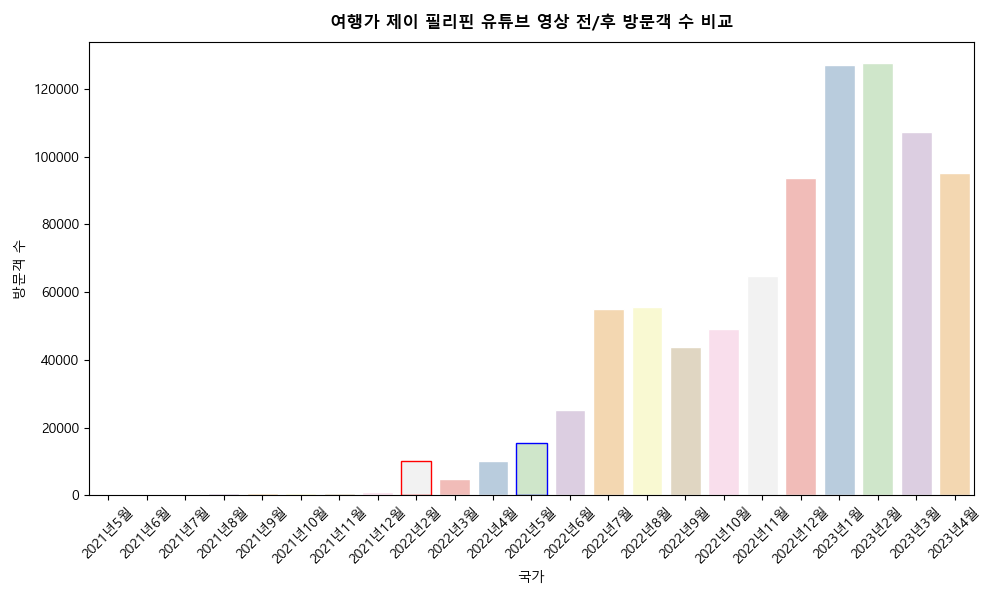 여행가 제이 필리핀 유튜브 영상 전/후 방문객 수 비교
방문객 수
120000
100000
80000
60000
40000
20000
0
2021년5월
2021년6월
2021년7월
2021년8월
2021년9월
2021년10월
2021년11월
2021년12월
2022년2월
2022년3월
2022년4월
2022년5월
2022년6월
2022년7월
2022년8월
2022년9월
2022년10월
2022년11월
2022년12월
2023년1월
2023년2월
2023년3월
2023년4월
국가